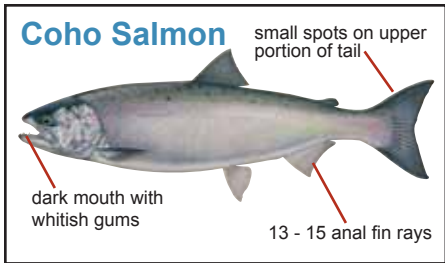 Coho Salmon
small spots on upper
portion of tail
dark mouth with
whitish gums
13 - 15 anal fin rays